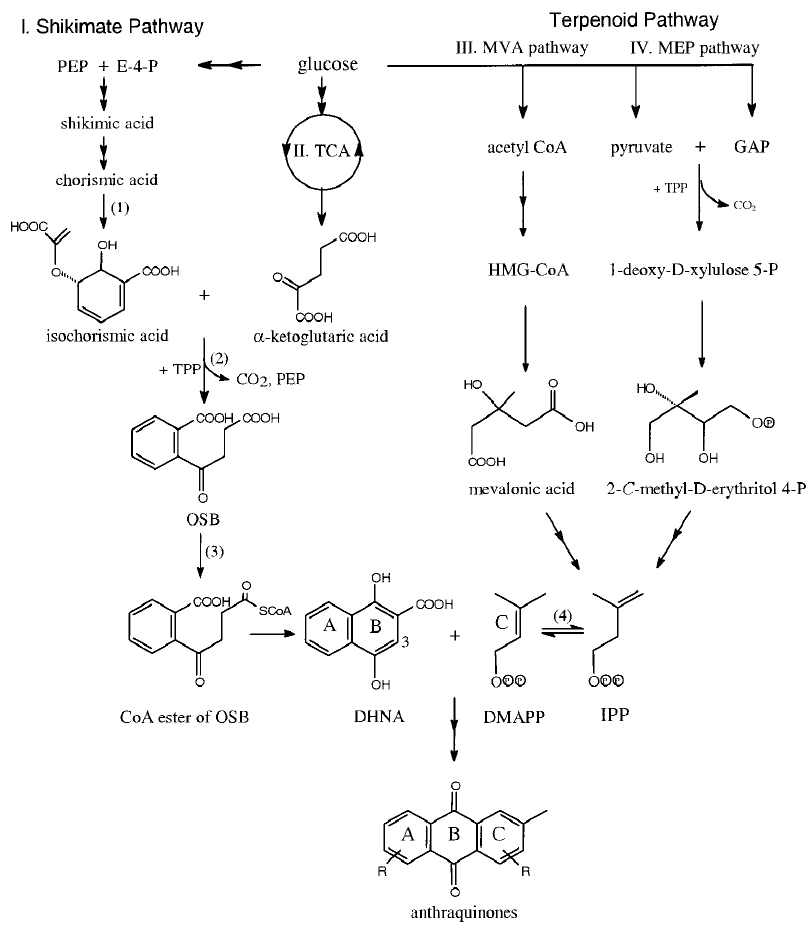 I. Shikimate Pathway
Terpenoid Pathway
III. MVA pathway
IV. MEP pathway
PEP + E-4-P
glucose
shikimic acid
II. TCA
acetyl CoA
pyruvate + GAP
chorismic acid
+ TPP
CO2
(1)
HOOC
OH
O
COOH
+
COOH
O
COOH
HMG-CoA
1-deoxy-D-xylulose 5-P
isochorismic acid
α-ketoglutaric acid
+ TPP
(2)
CO2, PEP
HO
O
OH
COOH
HO
OH
OH
OP
COOH
COOH
O
mevalonic acid
2-C-methyl-D-erythritol 4-P
OSB
(3)
COOH
O
SCoA
O
OH
COOH
A
B
3
OH
+
C
OPP
(4)
OPP
CoA ester of OSB
DHNA
DMAPP
IPP
O
A
B
C
R
R
O
anthraquinones